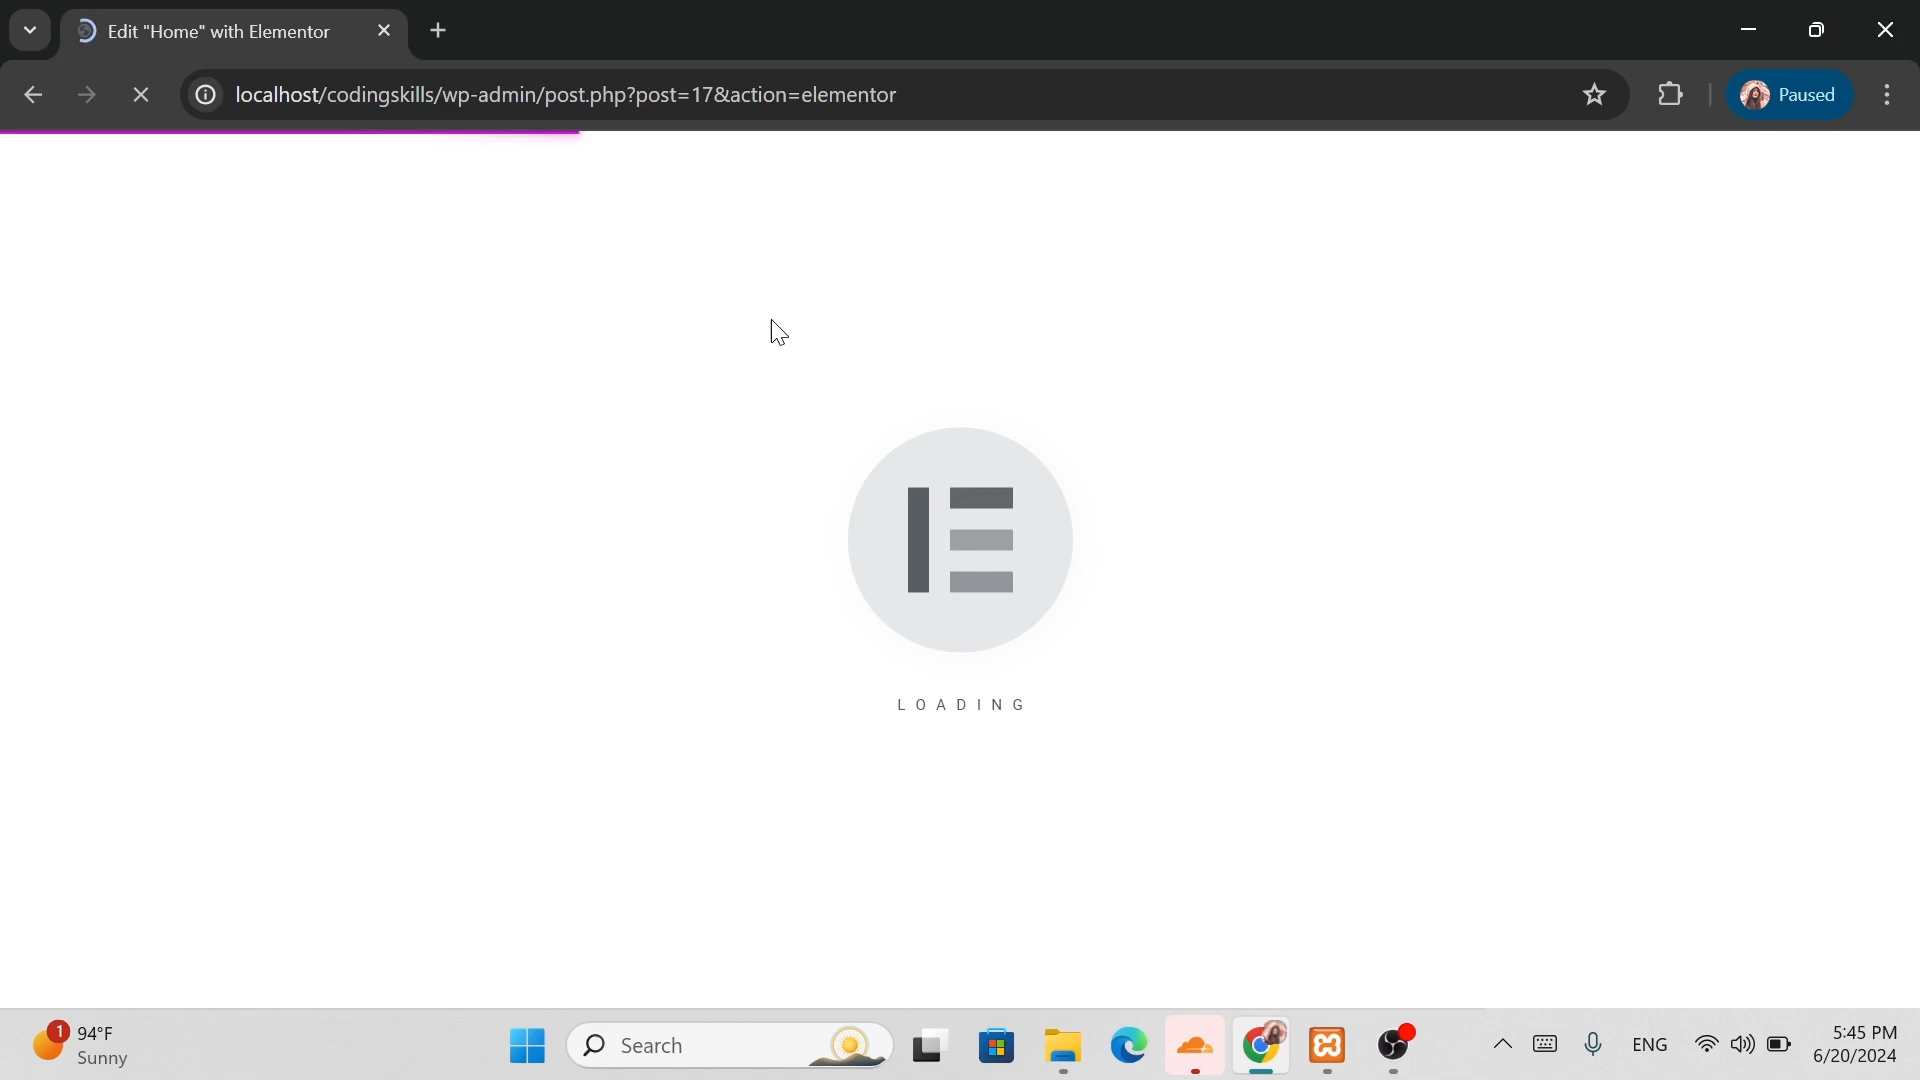 Edit "Home" with Elementor
localhost/codingskills/wp-admin/post.php?post=17&action=elementor
Paused
LOADING
1
94°F
Sunny
Search
ENG
5:45 PM
6/20/2024